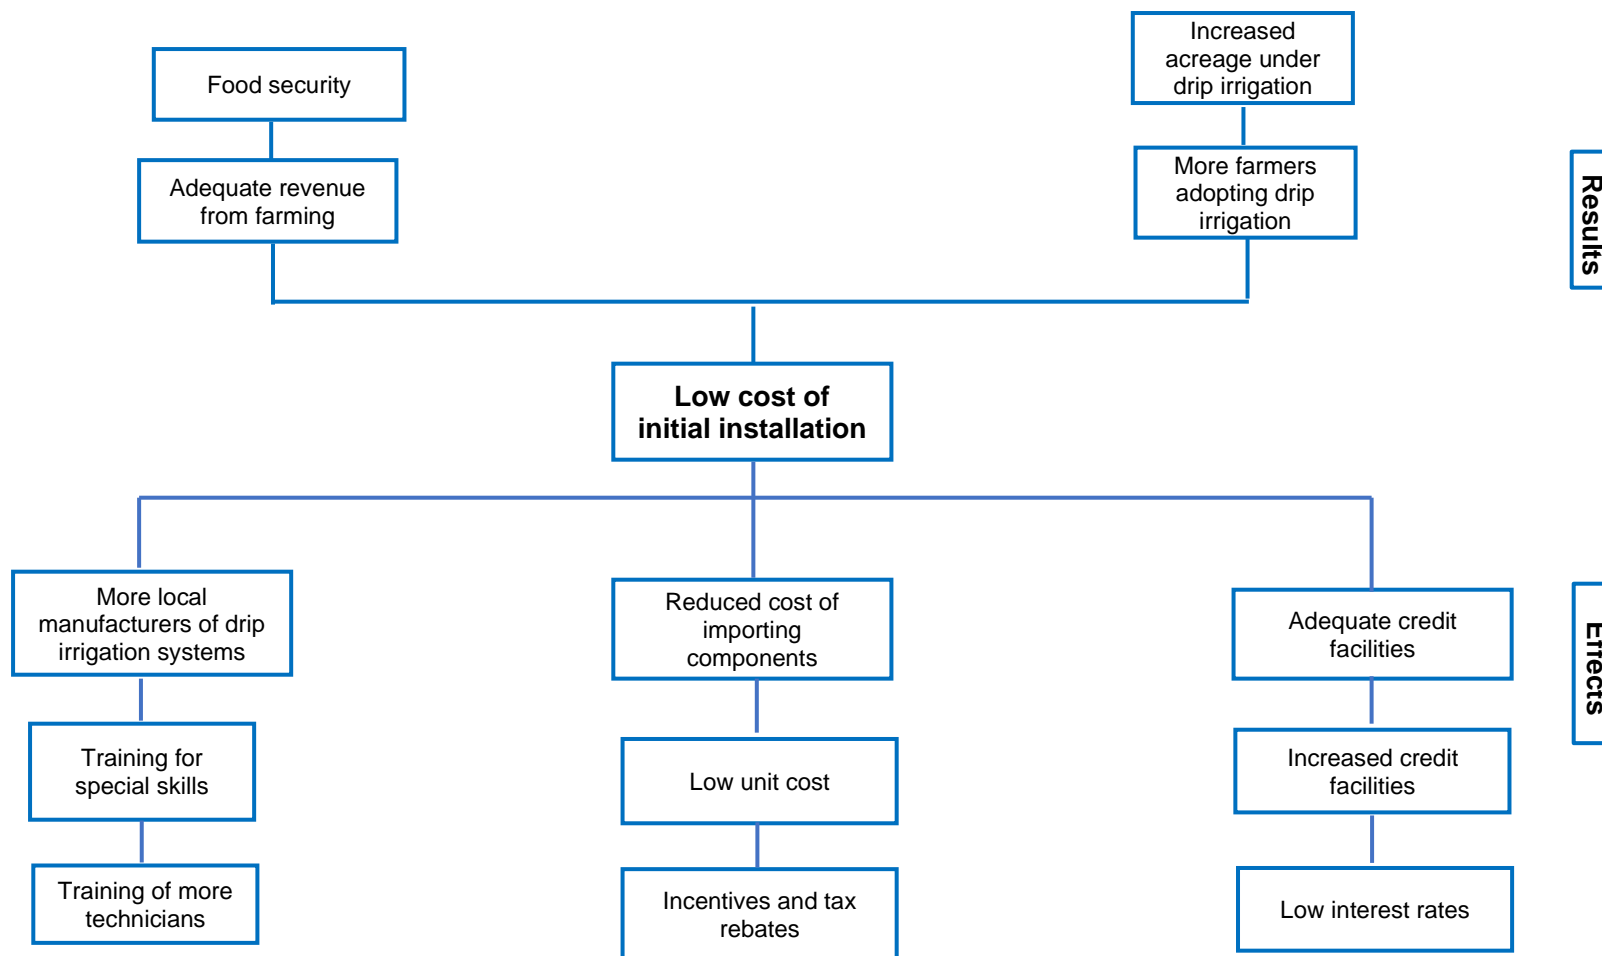 Food security
Increased
acreage under
drip irrigation
Adequate revenue
from farming
More farmers
adopting drip
irrigation
Results
Low cost of
initial installation
More local
manufacturers of drip
irrigation systems
Reduced cost of
importing
components
Adequate credit
facilities
Effects
Training for
special skills
Low unit cost
Increased credit
facilities
Training of more
technicians
Incentives and tax
rebates
Low interest rates